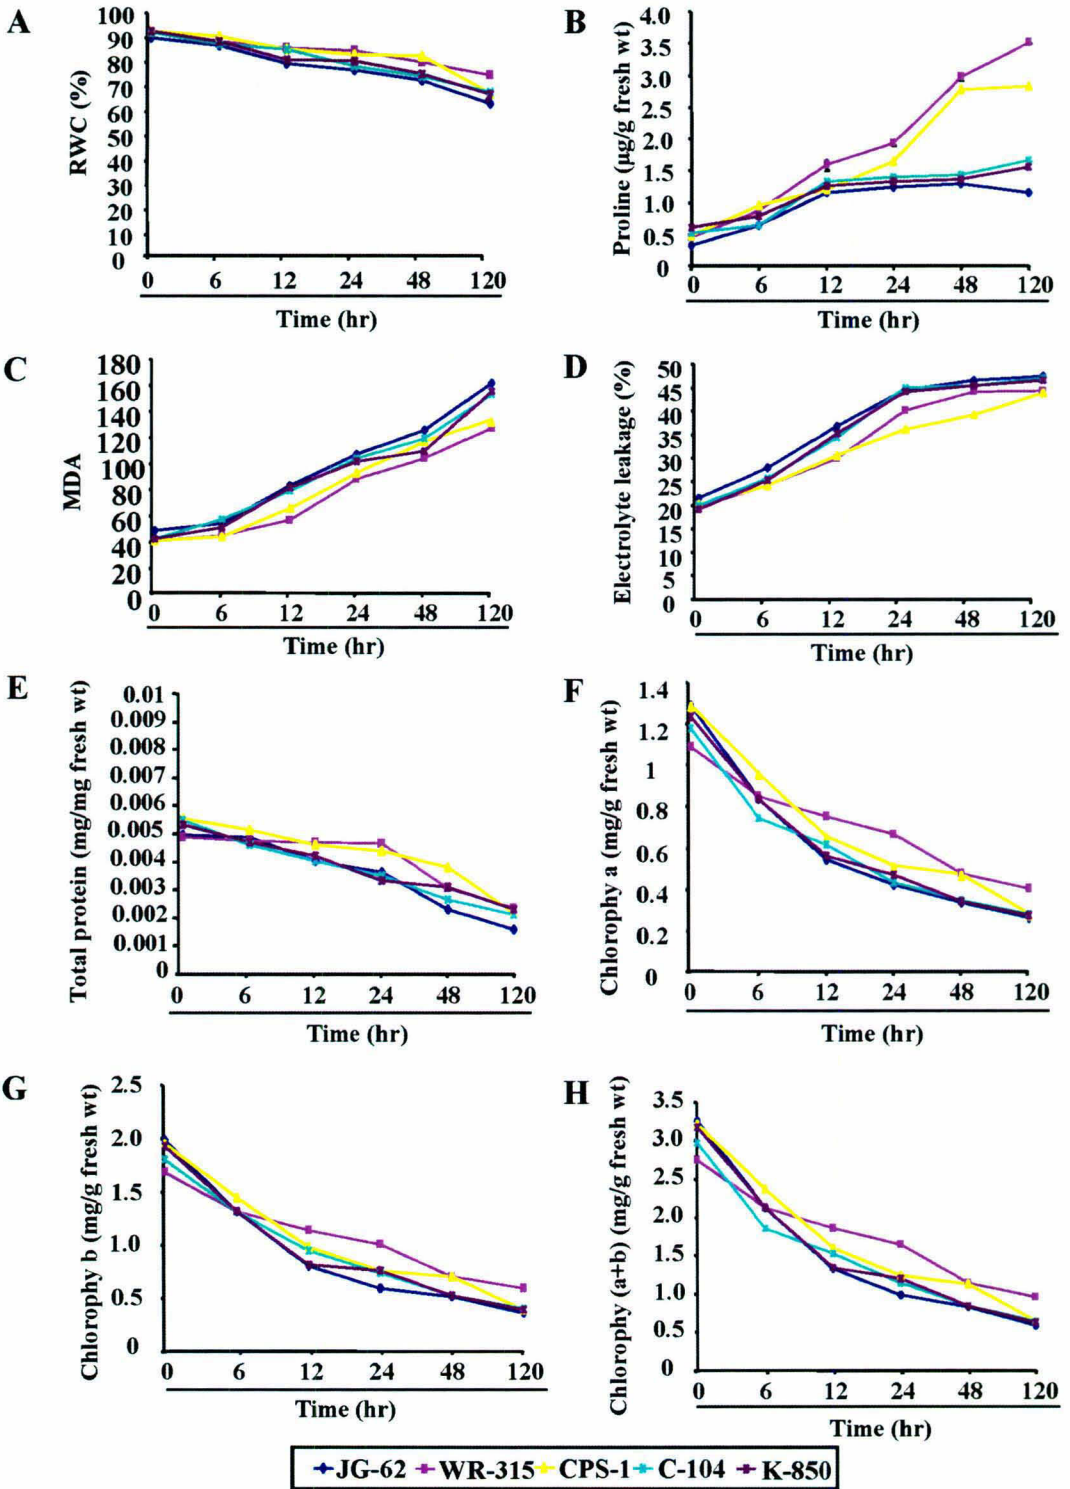 A
RWC (%)
100
90
80
70
60
50
40
30
20
10
0
0 6 12 24 48 120
Time (hr)
B
Proline (µg/g fresh wt)
4.0
3.5
3.0
2.5
2.0
1.5
1.0
0.5
0
0 6 12 24 48 120
Time (hr)
C
MDA
180
160
140
120
100
80
60
40
20
0
0 6 12 24 48 120
Time (hr)
D
Electrolyte leakage (%)
50
45
40
35
30
25
20
15
10
5
0
0 6 12 24 48 120
Time (hr)
E
Total protein (mg/mg fresh wt)
0.01
0.009
0.008
0.007
0.006
0.005
0.004
0.003
0.002
0.001
0
0 6 12 24 48 120
Time (hr)
F
Chlorophy a (mg/g fresh wt)
1.4
1.2
1
0.8
0.6
0.4
0.2
0
0 6 12 24 48 120
Time (hr)
G
Chlorophy b (mg/g fresh wt)
2.5
2.0
1.5
1.0
0.5
0
0 6 12 24 48 120
Time (hr)
H
Chlorophy (a+b) (mg/g fresh wt)
3.5
3.0
2.5
2.0
1.5
1.0
0.5
0
0 6 12 24 48 120
Time (hr)
JG-62 WR-315 CPS-1 C-104 K-850